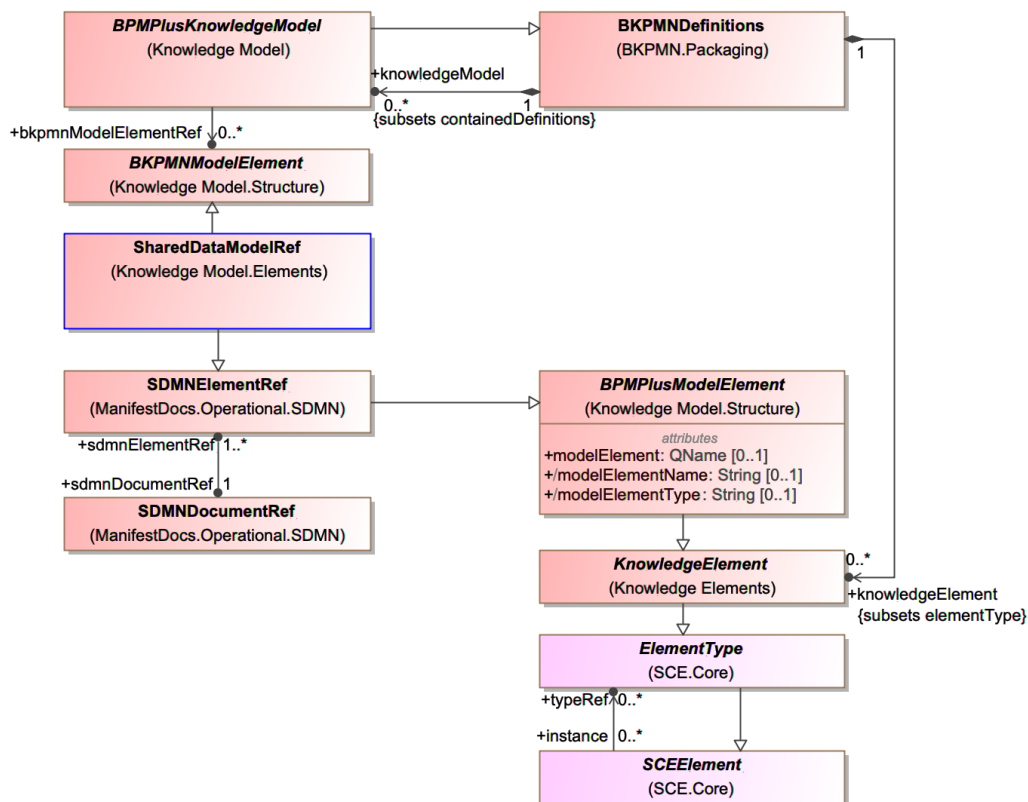 BPMPlusKnowledgeModel
(Knowledge Model)
BKPMNDefinitions
(BKPMN.Packaging)
1
+knowledgeModel
0..*
1
{subsets containedDefinitions}
+bkpmnModelElementRef
0..*
BKPMNModelElement
(Knowledge Model.Structure)
SharedDataModelRef
(Knowledge Model.Elements)
SDMNElementRef
(ManifestDocs.Operational.SDMN)
+sdmnElementRef
1..*
+sdmnDocumentRef
1
SDMNDocumentRef
(ManifestDocs.Operational.SDMN)
BPMPlusModelElement
(Knowledge Model.Structure)
attributes
+modelElement: QName [0..1]
+/modelElementName: String [0..1]
+/modelElementType: String [0..1]
KnowledgeElement
(Knowledge Elements)
0..*
+knowledgeElement
{subsets elementType}
ElementType
(SCE.Core)
+typeRef
0..*
+instance
0..*
SCEElement
(SCE.Core)